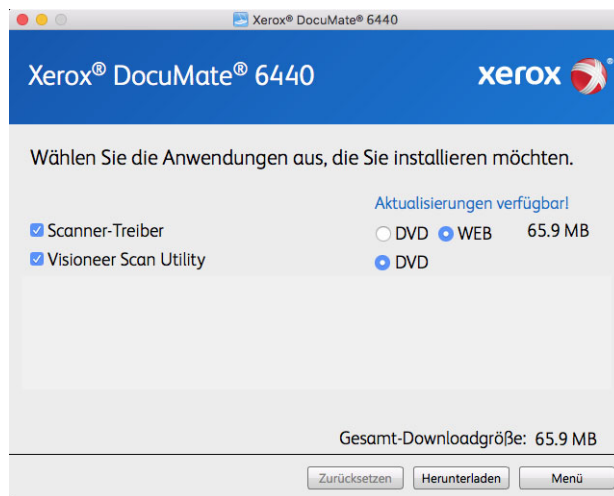 Xerox® DocuMate® 6440
Xerox® DocuMate® 6440
xerox®
Wählen Sie die Anwendungen aus, die Sie installieren möchten.
Aktualisierungen verfügbar!
Scanner-Treiber DVD WEB 65.9 MB
Visioneer Scan Utility DVD
Gesamt-Downloadgröße: 65.9 MB
Zurücksetzen Herunterladen Menü